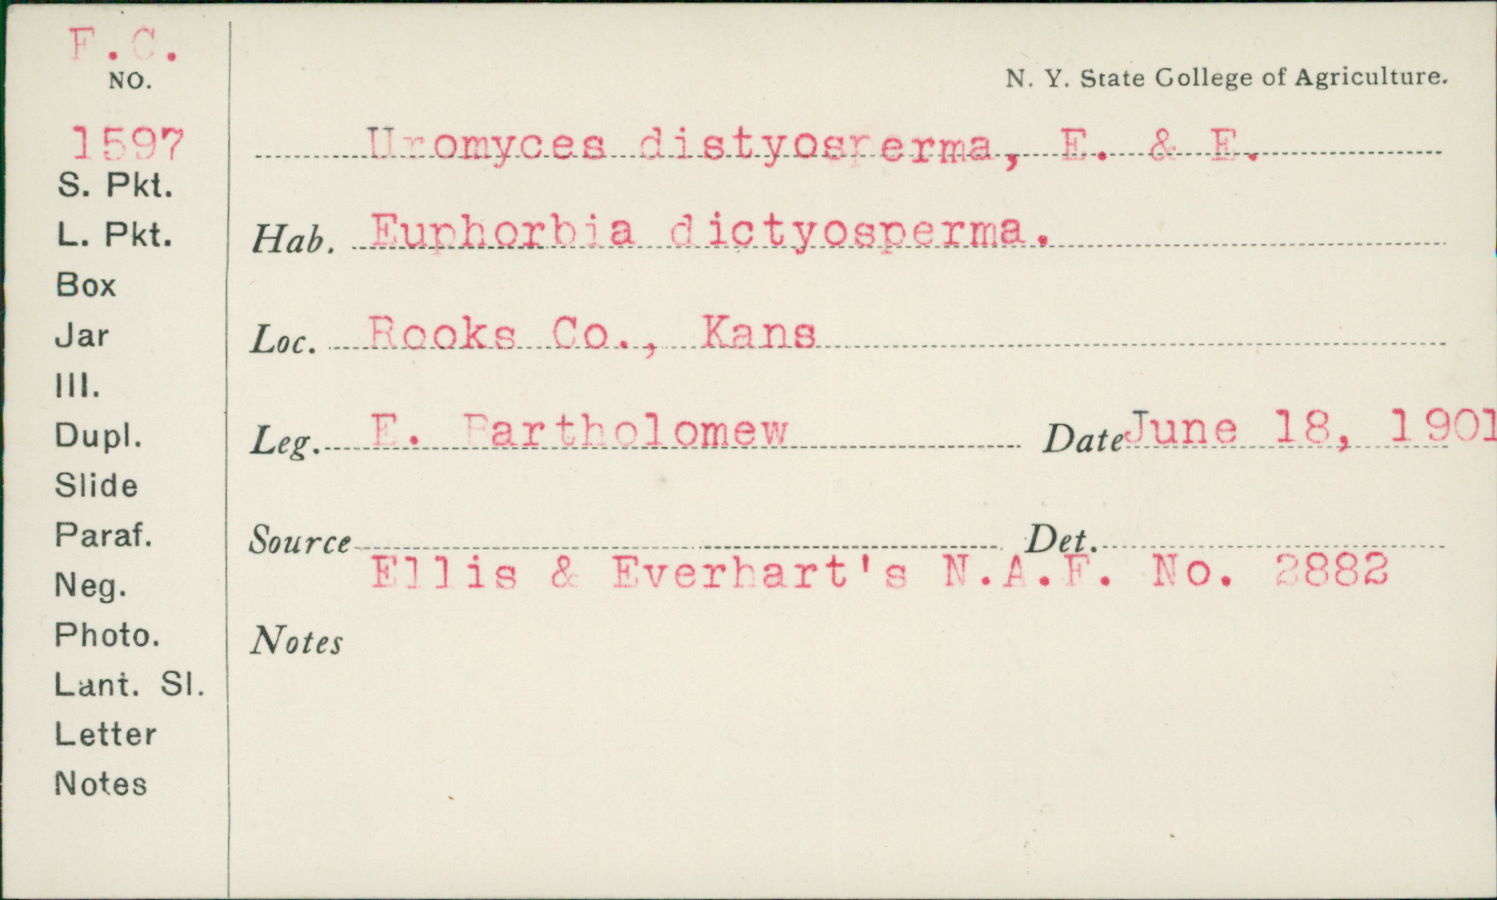 F.C.
NO.
N. Y. State College of Agriculture.
1597
Uromyces distyosperma, E. & E.
S. Pkt.
L. Pkt.
Hab. Euphorbia dictyosperma.
Box
Jar
Loc. Rooks Co., Kans
Ill.
Dupl.
Leg. E. Bartholomew Date June 18, 1901
Slide
Paraf.
Source Det.
Ellis & Everhart's N.A.F. No. 2882
Neg.
Photo.
Notes
Lant. Sl.
Letter
Notes